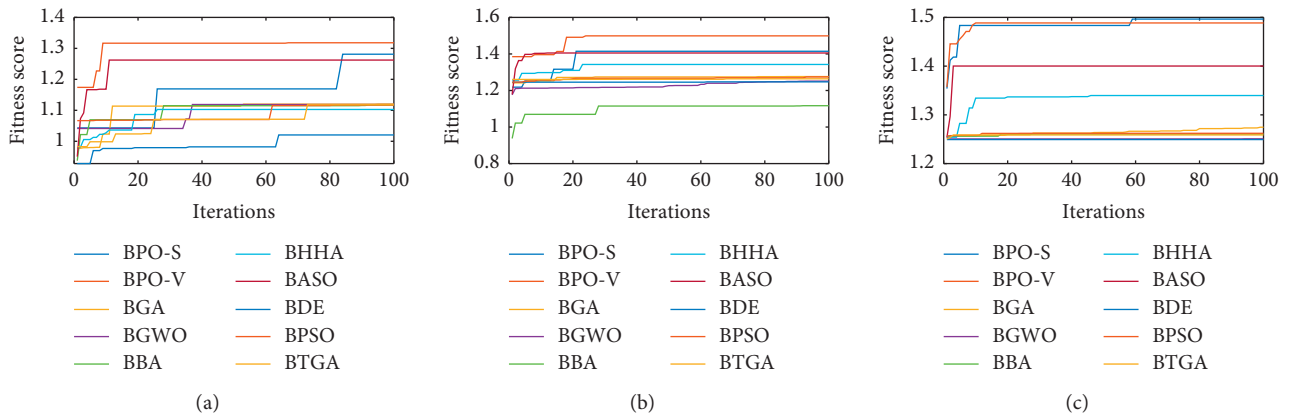 Fitness score
1.4
1.3
1.2
1.1
1
0 20 40 60 80 100
Iterations
BPO-S BHHA
BPO-V BASO
BGA BDE
BGWO BPSO
BBA BTGA
(a)
Fitness score
1.6
1.4
1.2
1
0.8
0 20 40 60 80 100
Iterations
BPO-S BHHA
BPO-V BASO
BGA BDE
BGWO BPSO
BBA BTGA
(b)
Fitness score
1.5
1.4
1.3
1.2
0 20 40 60 80 100
Iterations
BPO-S BHHA
BPO-V BASO
BGA BDE
BGWO BPSO
BBA BTGA
(c)